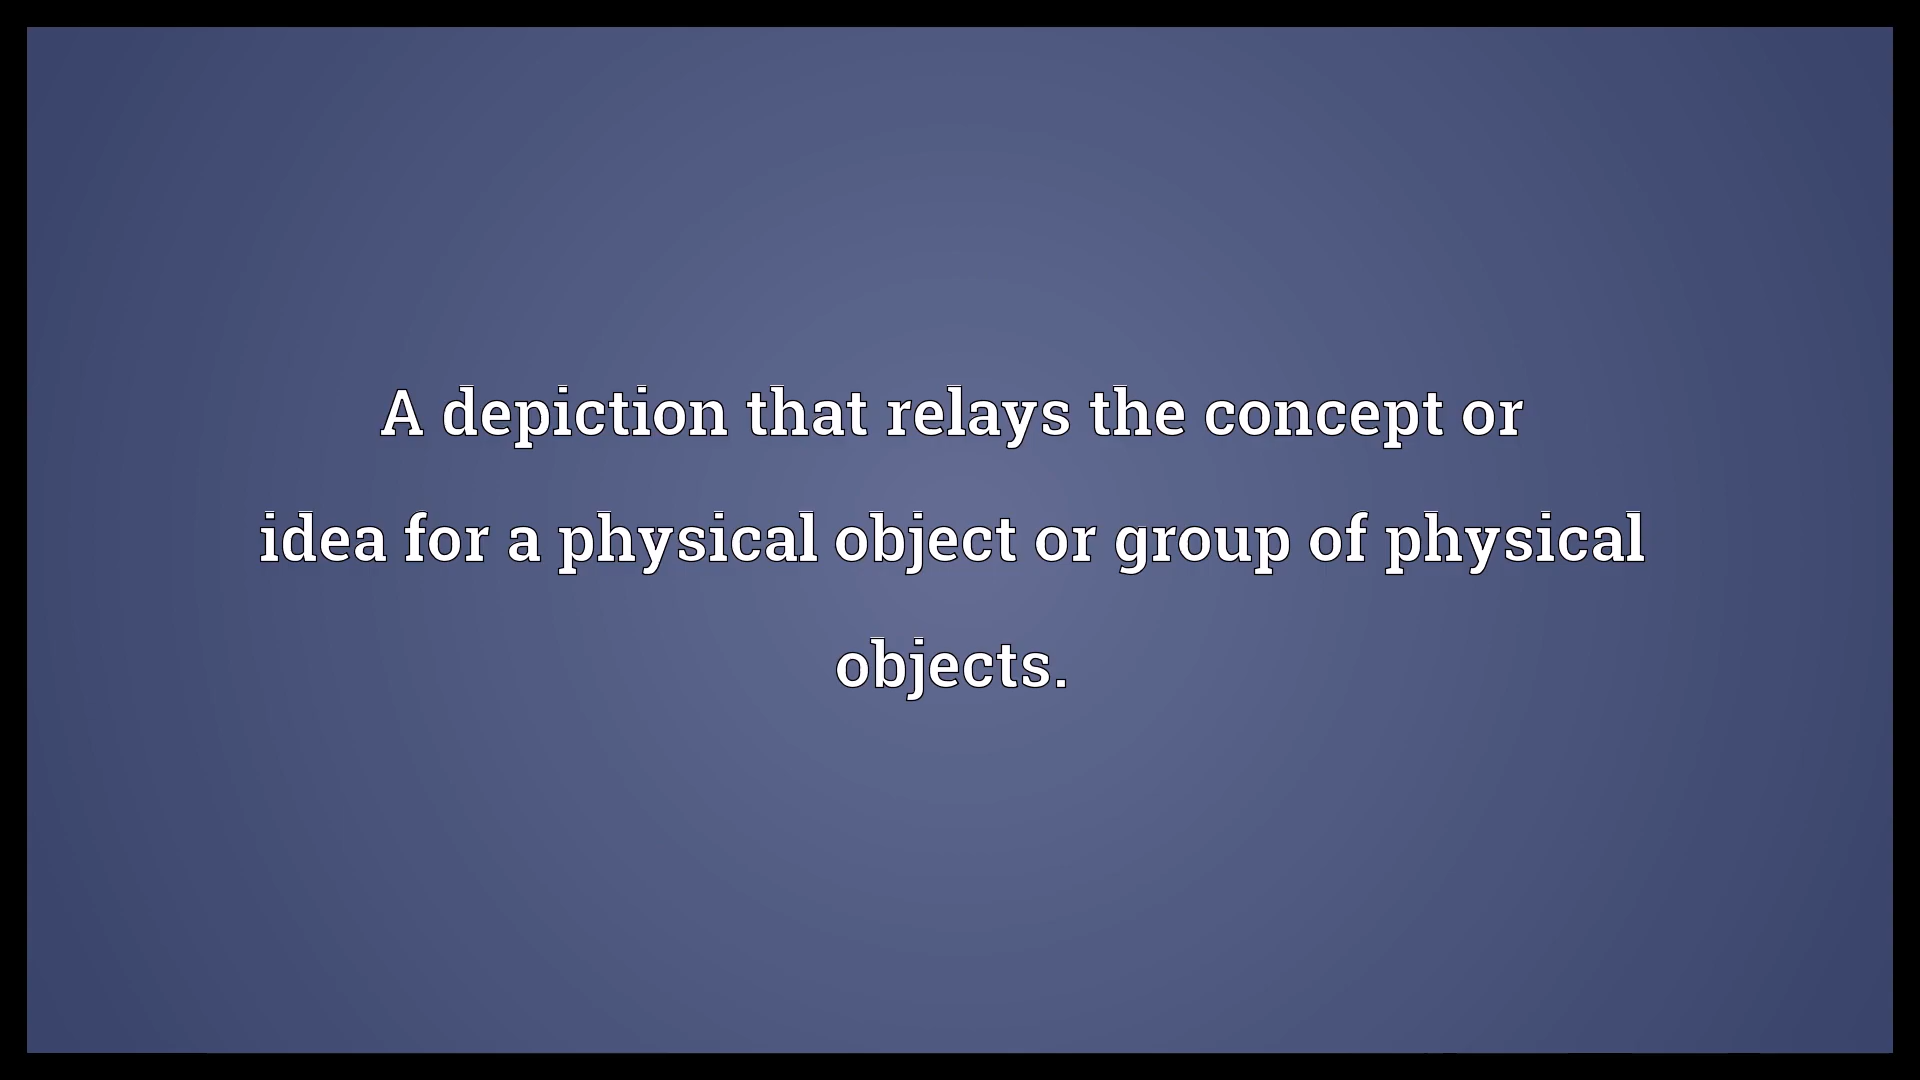 A depiction that relays the concept or
idea for a physical object or group of physical
objects.